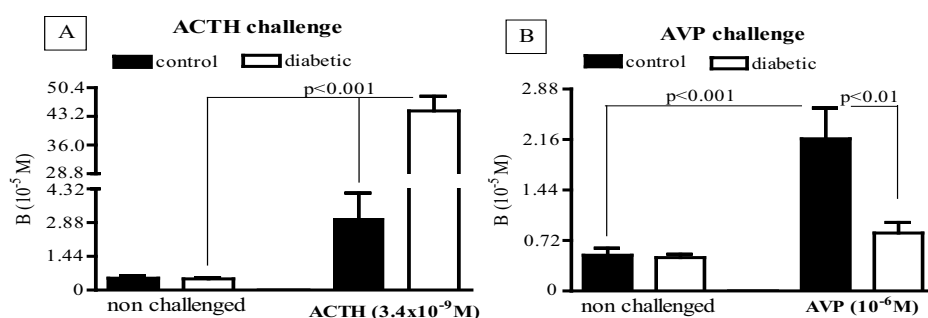 A
ACTH challenge
control diabetic
p<0.001
50.4
43.2
36.0
28.8
4.32
2.88
1.44
0
B (10⁻⁵ M)
non challenged ACTH (3.4x10⁻⁹M)
B
AVP challenge
control diabetic
p<0.001 p<0.01
2.88
2.16
1.44
0.72
0
B (10⁻⁵ M)
non challenged AVP (10⁻⁶M)